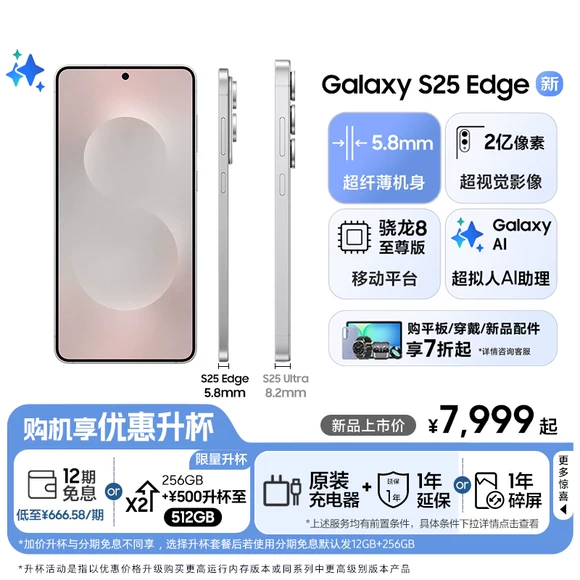 Galaxy S25 Edge 新
5.8mm
超纤薄机身
2亿像素
超视觉影像
骁龙8
至尊版
移动平台
Galaxy
AI
超拟人AI助理
购平板/穿戴/新品配件
享7折起 *详情咨询客服
S25 Edge
5.8mm
S25 Ultra
8.2mm
购机享优惠升杯
新品上市价 ¥7,999起
12期
免息
低至¥666.58/期
or
X2
限量升杯
256GB
+¥500升杯至
512GB
原装
充电器
+
延保
1年
1年
延保
or
1年
碎屏
*上述服务均有前置条件,具体条件下拉详情点击查看
更多惊喜
*加价升杯与分期免息不同享,选择升杯套餐后若使用分期免息默认发12GB+256GB
*升杯活动是指以优惠价格升级购买更高运行内存版本或同系列中更高级别版本产品